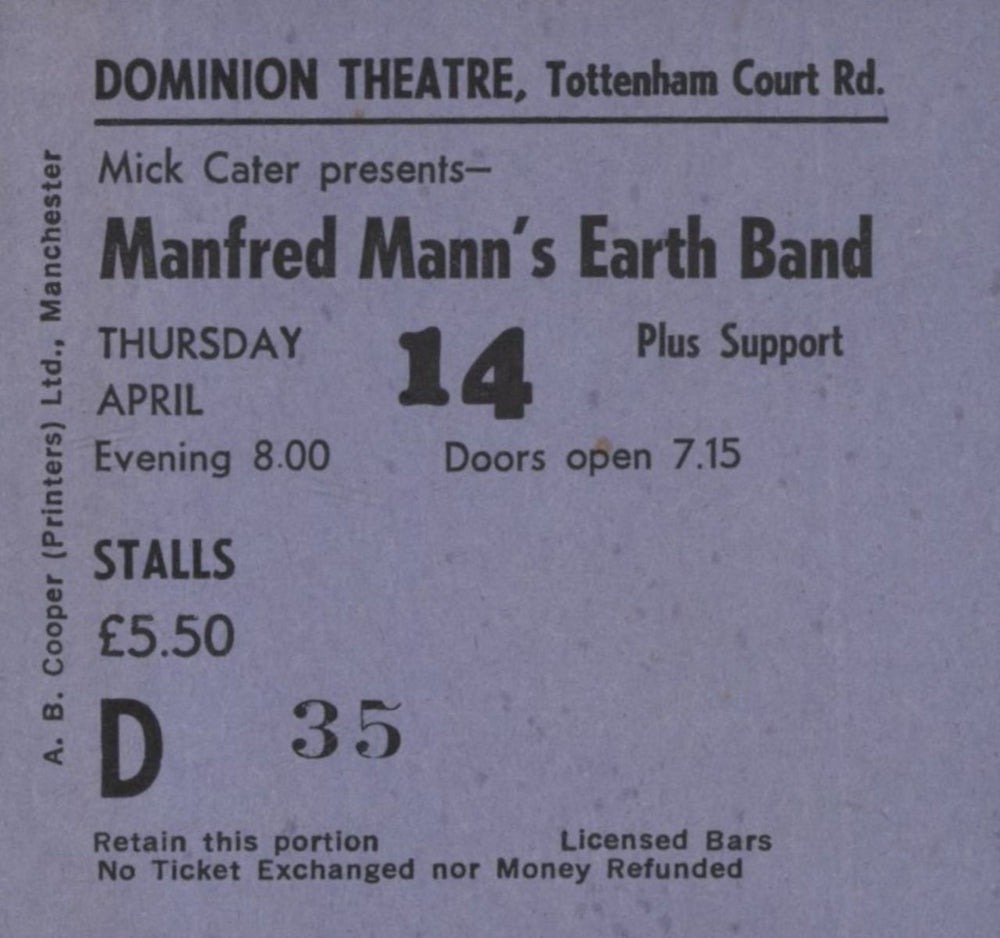 DOMINION THEATRE, Tottenham Court Rd.
Mick Cater presents—
Manfred Mann's Earth Band
THURSDAY 14 Plus Support
APRIL
Evening 8.00 Doors open 7.15
STALLS
£5.50
D 35
Retain this portion Licensed Bars
No Ticket Exchanged nor Money Refunded
A. B. Cooper (Printers) Ltd., Manchester